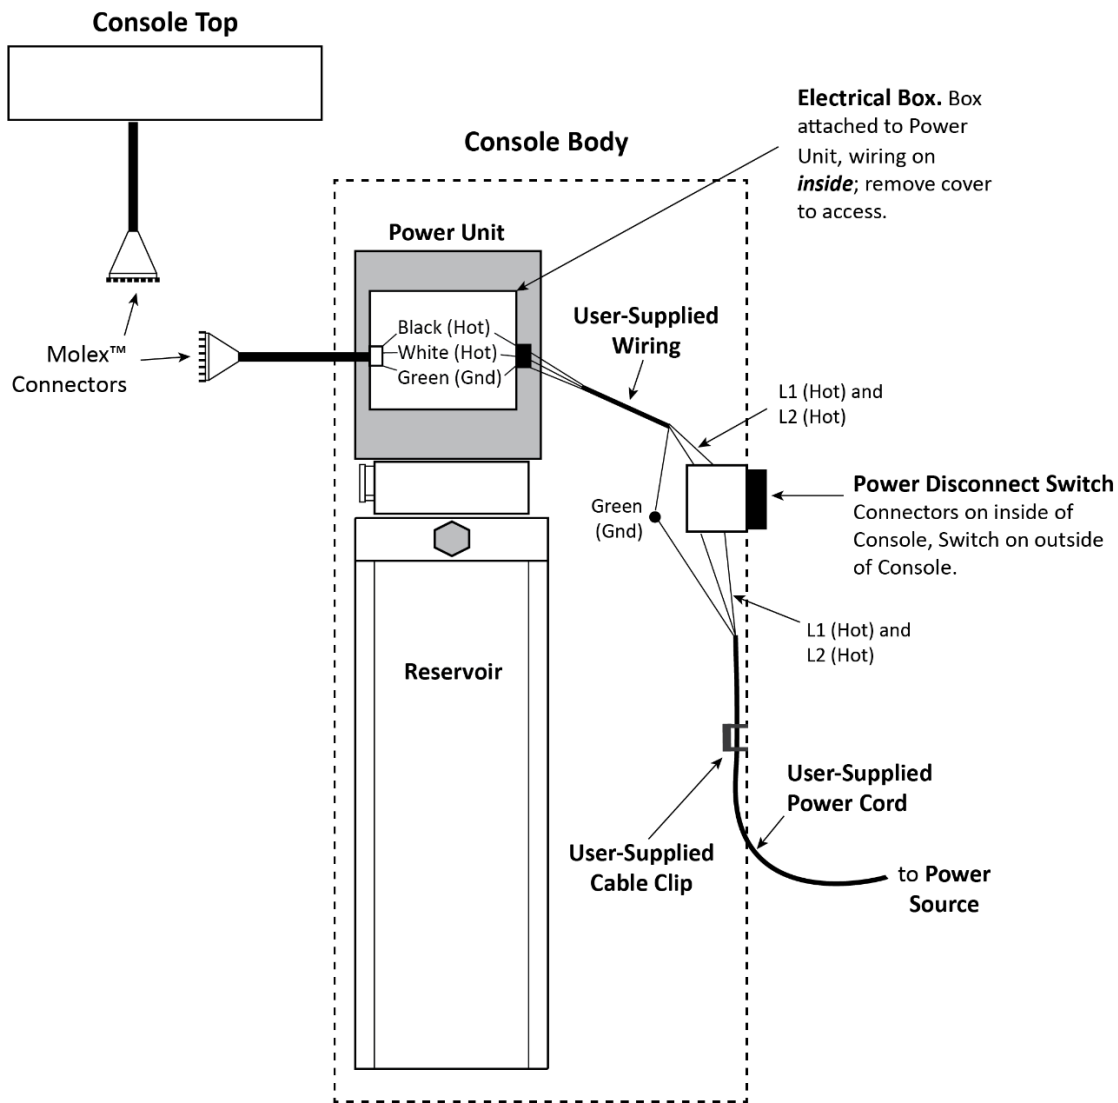 Console Top
Electrical Box. Box
attached to Power
Unit, wiring on
inside; remove cover
to access.
Console Body
Power Unit
User-Supplied
Wiring
Black (Hot)
White (Hot)
Green (Gnd)
Molex™
Connectors
L1 (Hot) and
L2 (Hot)
Power Disconnect Switch
Connectors on inside of
Console, Switch on outside
of Console.
Green
(Gnd)
L1 (Hot) and
L2 (Hot)
Reservoir
User-Supplied
Power Cord
User-Supplied
Cable Clip
to Power
Source